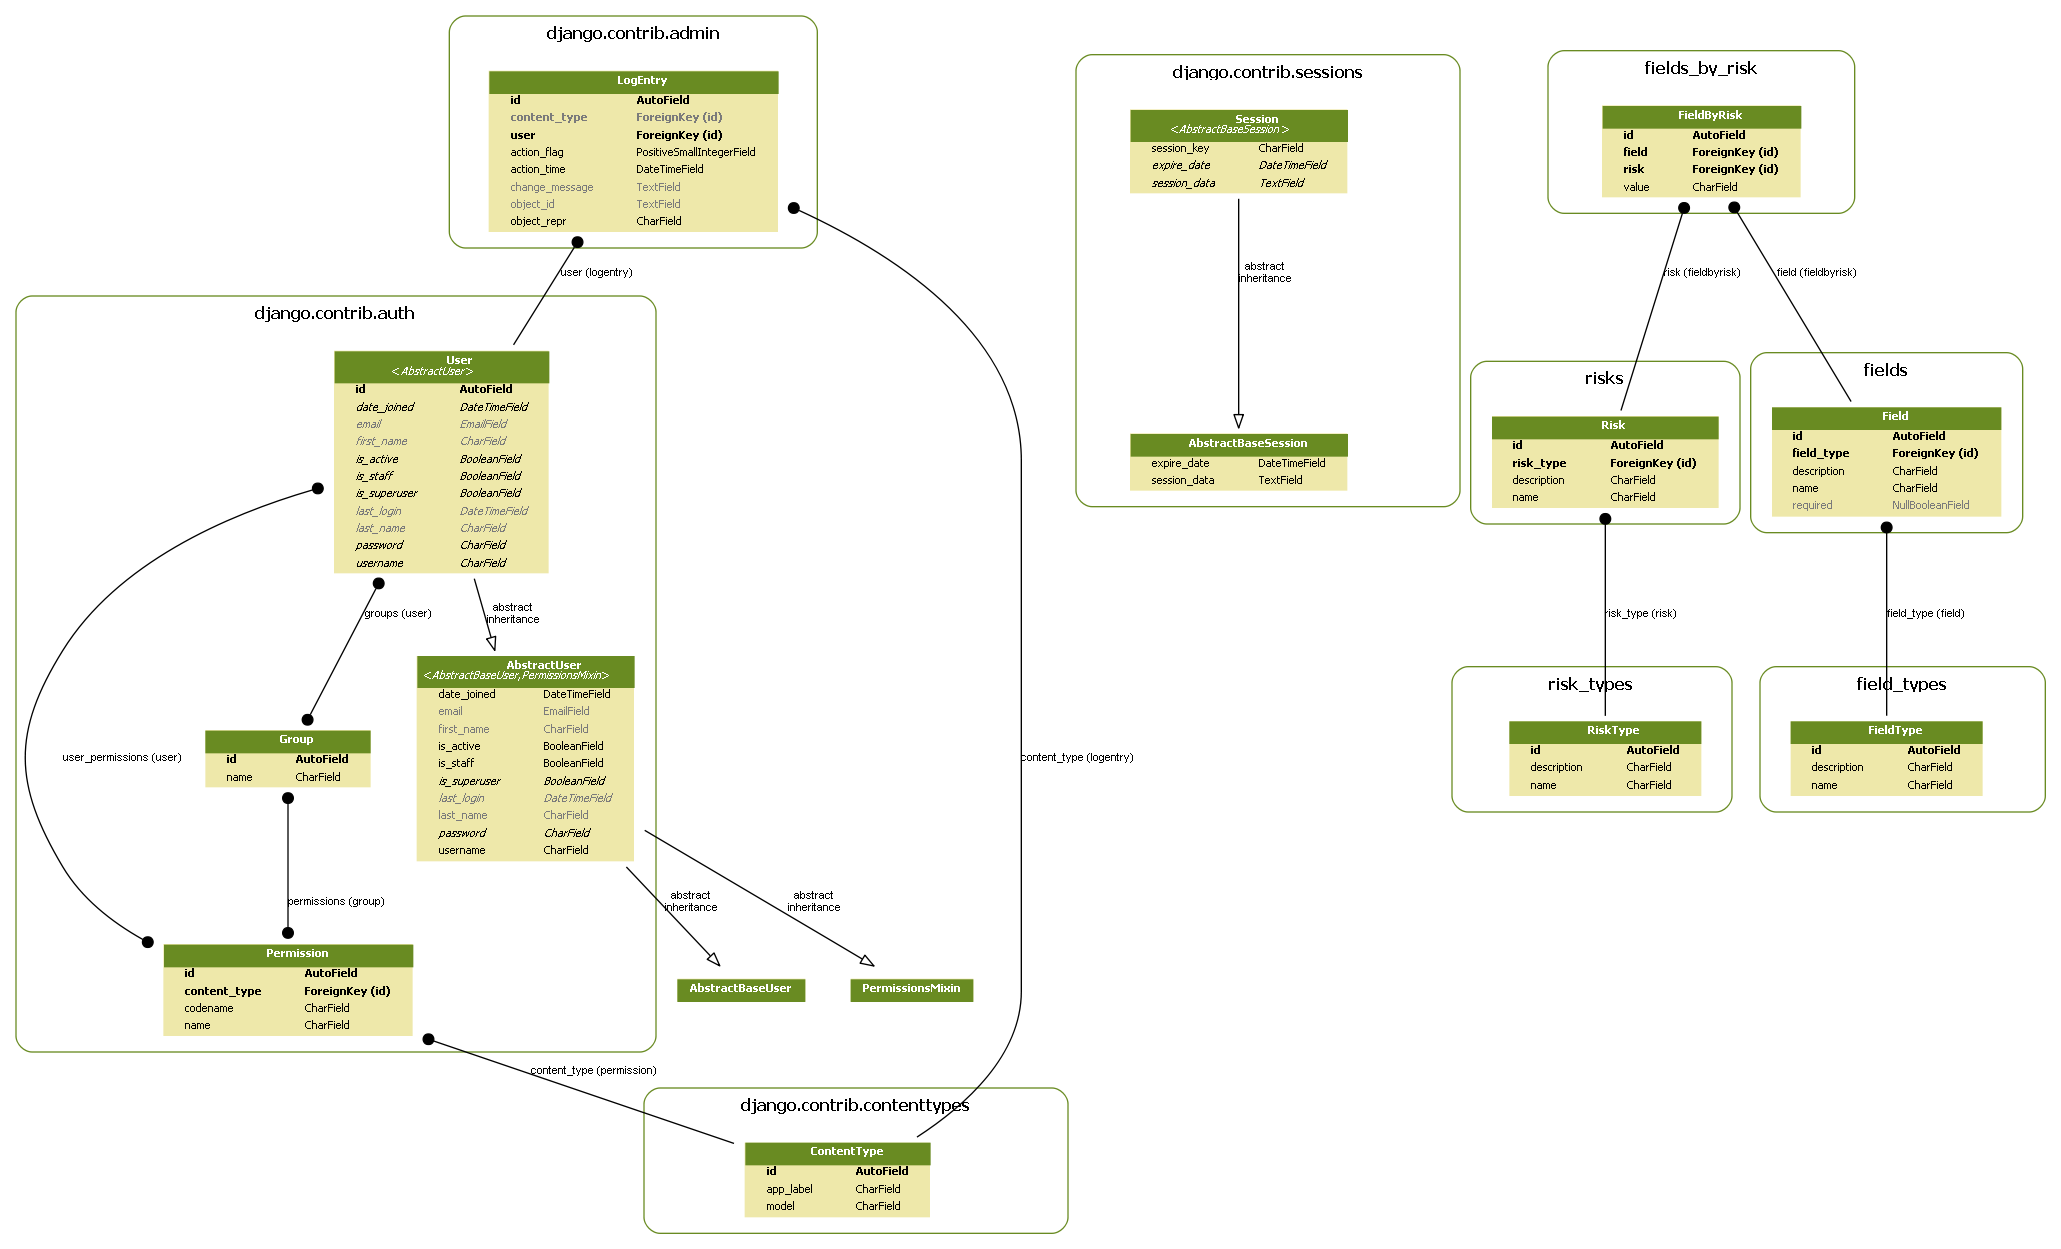 django.contrib.admin
LogEntry
id AutoField
content_type ForeignKey (id)
user ForeignKey (id)
action_flag PositiveSmallIntegerField
action_time DateTimeField
change_message TextField
object_id TextField
object_repr CharField
user (logentry)
django.contrib.auth
User
<AbstractUser>
id AutoField
date_joined DateTimeField
email EmailField
first_name CharField
is_active BooleanField
is_staff BooleanField
is_superuser BooleanField
last_login DateTimeField
last_name CharField
password CharField
username CharField
groups (user)
abstract
inheritance
AbstractUser
<AbstractBaseUser,PermissionsMixin>
date_joined DateTimeField
email EmailField
first_name CharField
is_active BooleanField
is_staff BooleanField
is_superuser BooleanField
last_login DateTimeField
last_name CharField
password CharField
username CharField
Group
id AutoField
name CharField
user_permissions (user)
permissions (group)
Permission
id AutoField
content_type ForeignKey (id)
codename CharField
name CharField
abstract
inheritance
abstract
inheritance
AbstractBaseUser
PermissionsMixin
content_type (logentry)
content_type (permission)
django.contrib.contenttypes
ContentType
id AutoField
app_label CharField
model CharField
django.contrib.sessions
Session
<AbstractBaseSession>
session_key CharField
expire_date DateTimeField
session_data TextField
abstract
inheritance
AbstractBaseSession
expire_date DateTimeField
session_data TextField
fields_by_risk
FieldByRisk
id AutoField
field ForeignKey (id)
risk ForeignKey (id)
value CharField
risk (fieldbyrisk)
field (fieldbyrisk)
risks
Risk
id AutoField
risk_type ForeignKey (id)
description CharField
name CharField
fields
Field
id AutoField
field_type ForeignKey (id)
description CharField
name CharField
required NullBooleanField
risk_type (risk)
field_type (field)
risk_types
RiskType
id AutoField
description CharField
name CharField
field_types
FieldType
id AutoField
description CharField
name CharField